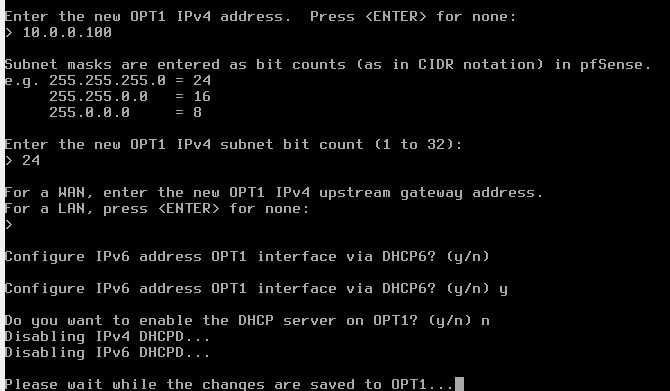 Enter the new OPT1 IPv4 address.  Press <ENTER> for none:
> 10.0.0.100
Subnet masks are entered as bit counts (as in CIDR notation) in pfSense.
e.g. 255.255.255.0 = 24
     255.255.0.0   = 16
     255.0.0.0     = 8
Enter the new OPT1 IPv4 subnet bit count (1 to 32):
> 24
For a WAN, enter the new OPT1 IPv4 upstream gateway address.
For a LAN, press <ENTER> for none:
>
Configure IPv6 address OPT1 interface via DHCP6? (y/n)
Configure IPv6 address OPT1 interface via DHCP6? (y/n) y
Do you want to enable the DHCP server on OPT1? (y/n) n
Disabling IPv4 DHCPD...
Disabling IPv6 DHCPD...
Please wait while the changes are saved to OPT1...